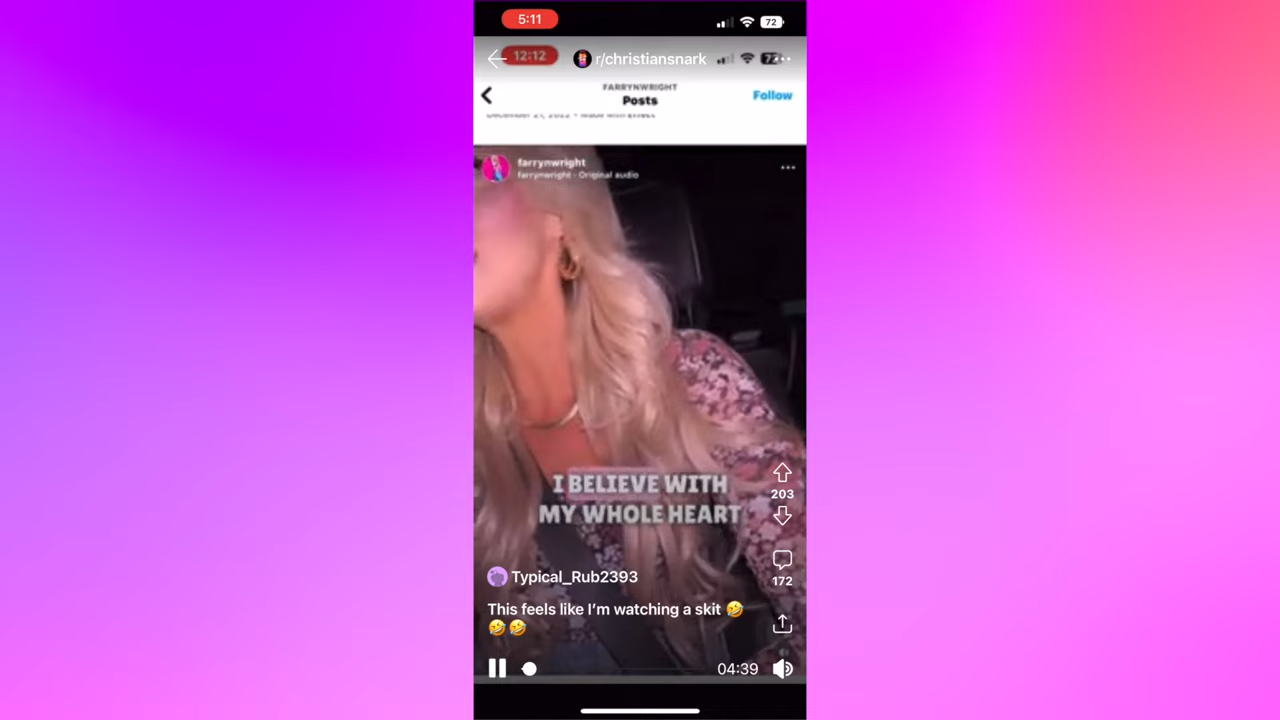 5:11
72
12:12
r/christiansnark
FARRYNWRIGHT
Posts
Follow
farrynwright
farrynwright · Original audio
I BELIEVE WITH
MY WHOLE HEART
203
172
Typical_Rub2393
This feels like I'm watching a skit 🤣
🤣🤣
04:39